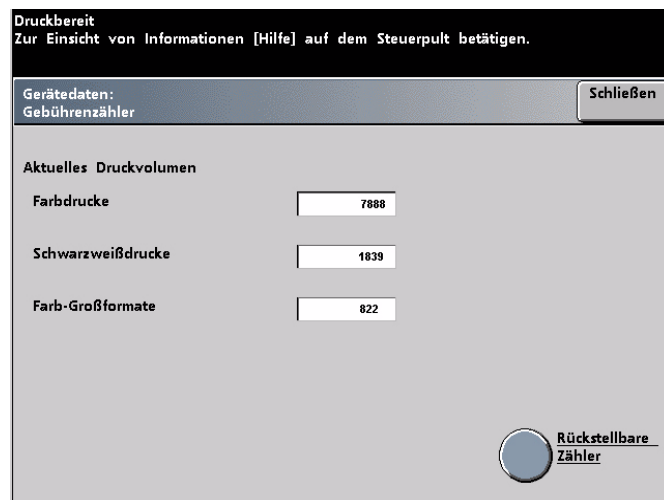 Druckbereit
Zur Einsicht von Informationen [Hilfe] auf dem Steuerpult betätigen.
Gerätedaten:
Gebührenzähler
Schließen
Aktuelles Druckvolumen
Farbdrucke 7888
Schwarzweißdrucke 1839
Farb-Großformate 822
Rückstellbare
Zähler